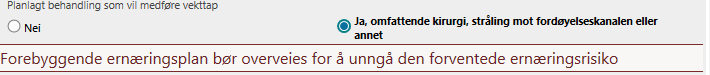 Planlagt behandling som vil medføre vekttap
Nei
Ja, omfattende kirurgi, stråling mot fordøyelseskanalen eller
annet
Forebyggende ernæringsplan bør overveies for å unngå den forventede ernæringsrisiko